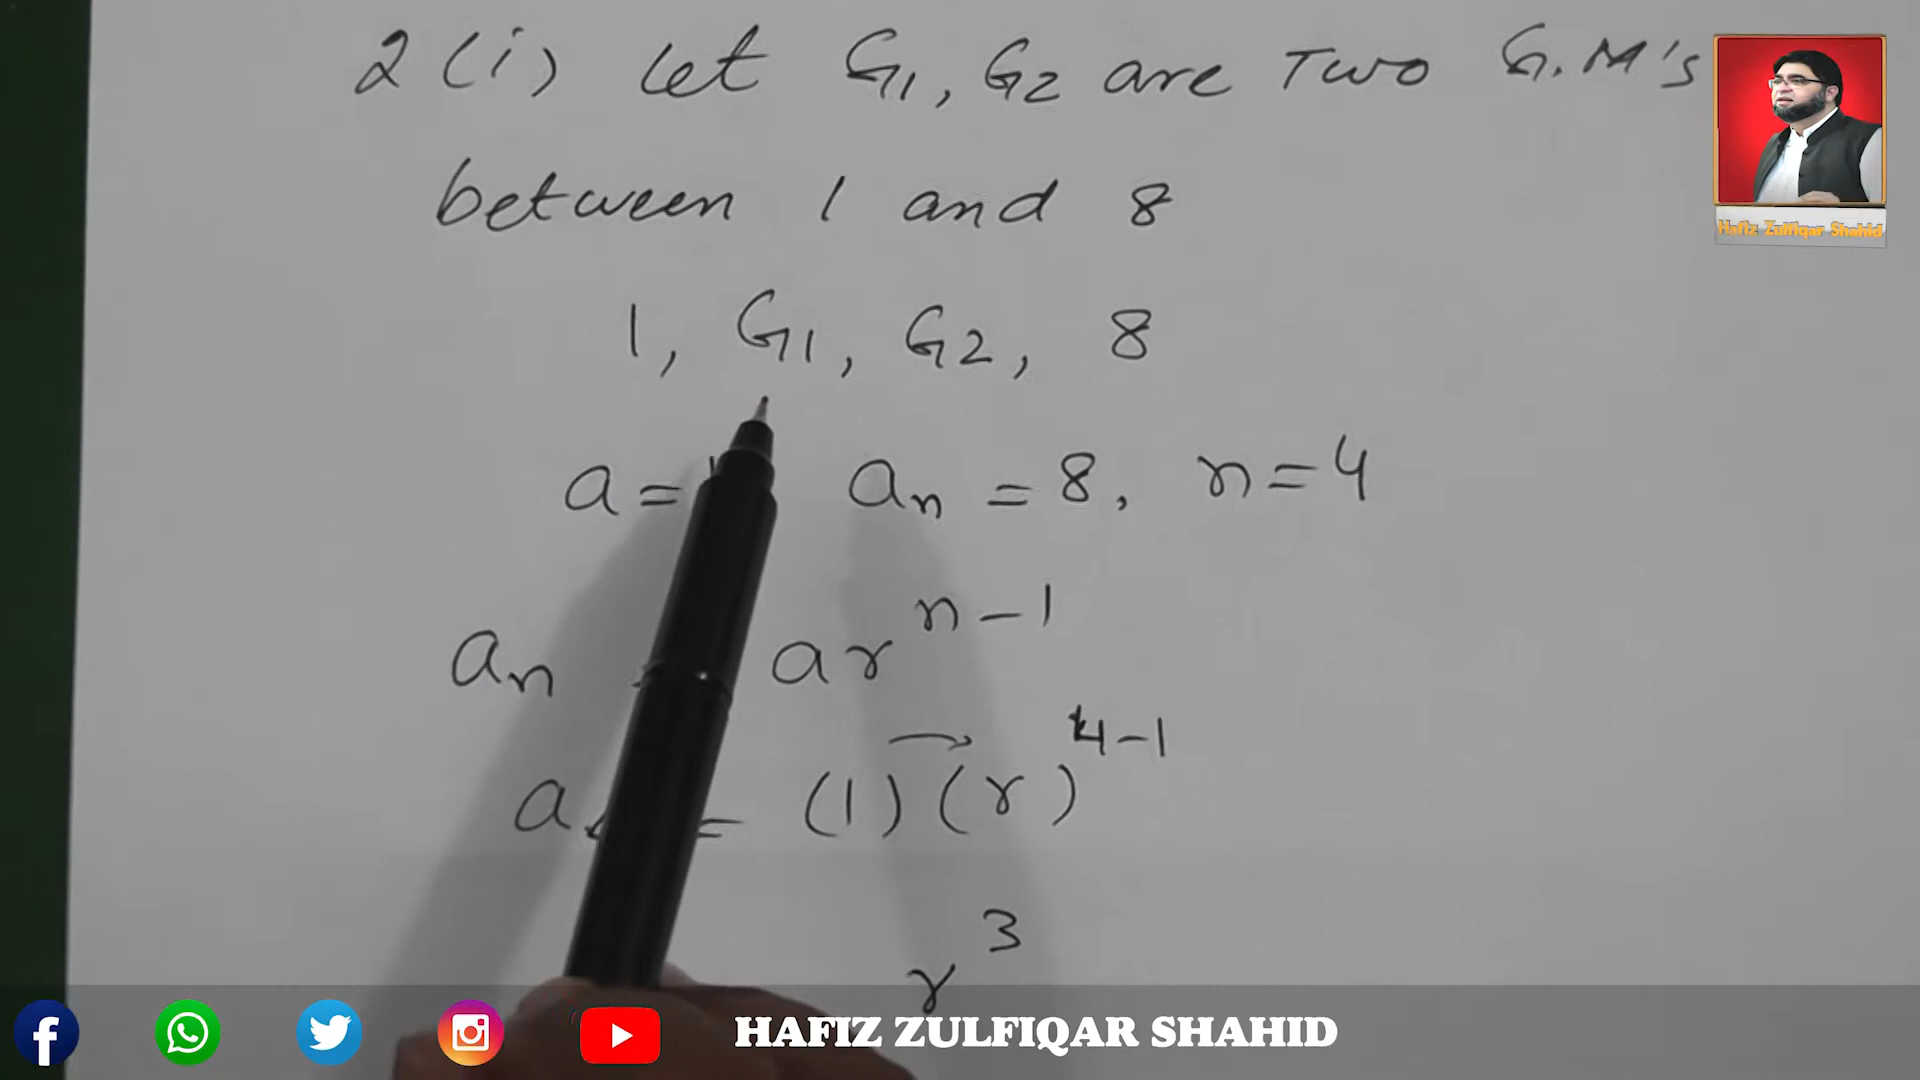 2(i) Let G1, G2 are Two G.M's
between 1 and 8
1, G1, G2, 8
a = 1 an = 8, n = 4
an = ar^n-1
a = (1)(r)^4-1
r^3
Hafiz Zulfiqar Shahid
HAFIZ ZULFIQAR SHAHID